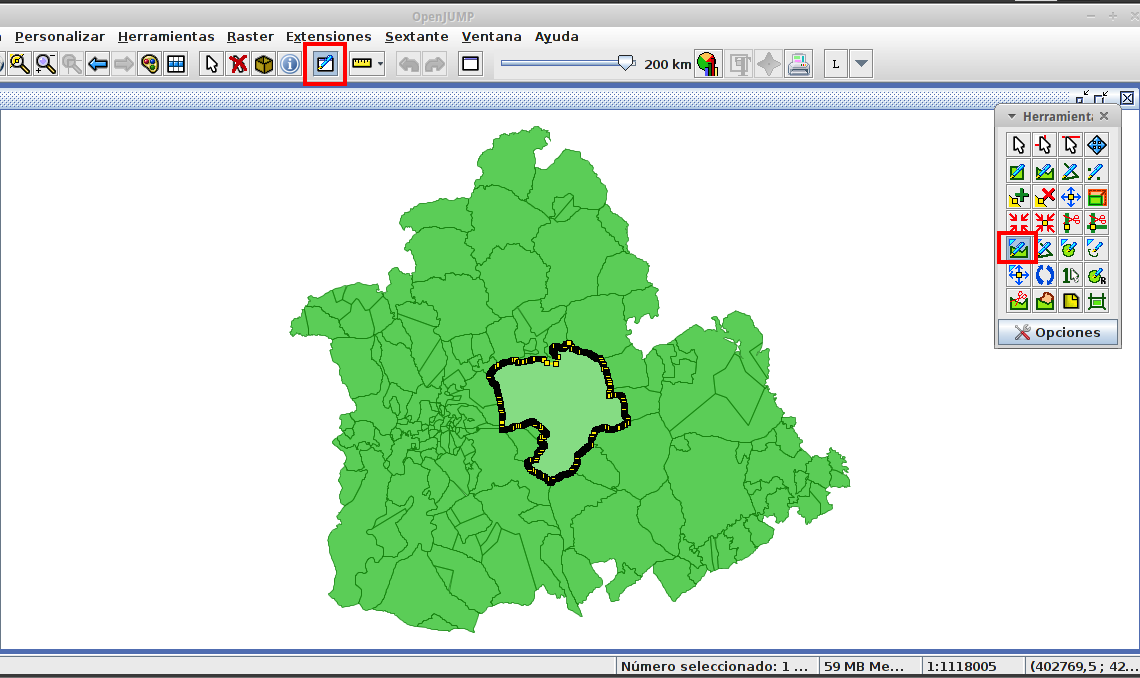 OpenJUMP
Personalizar Herramientas Raster Extensiones Sextante Ventana Ayuda
200 km
L
Herramient
1
R
Opciones
Número seleccionado: 1 ...
59 MB Me...
1:1118005
(402769,5 ; 42...